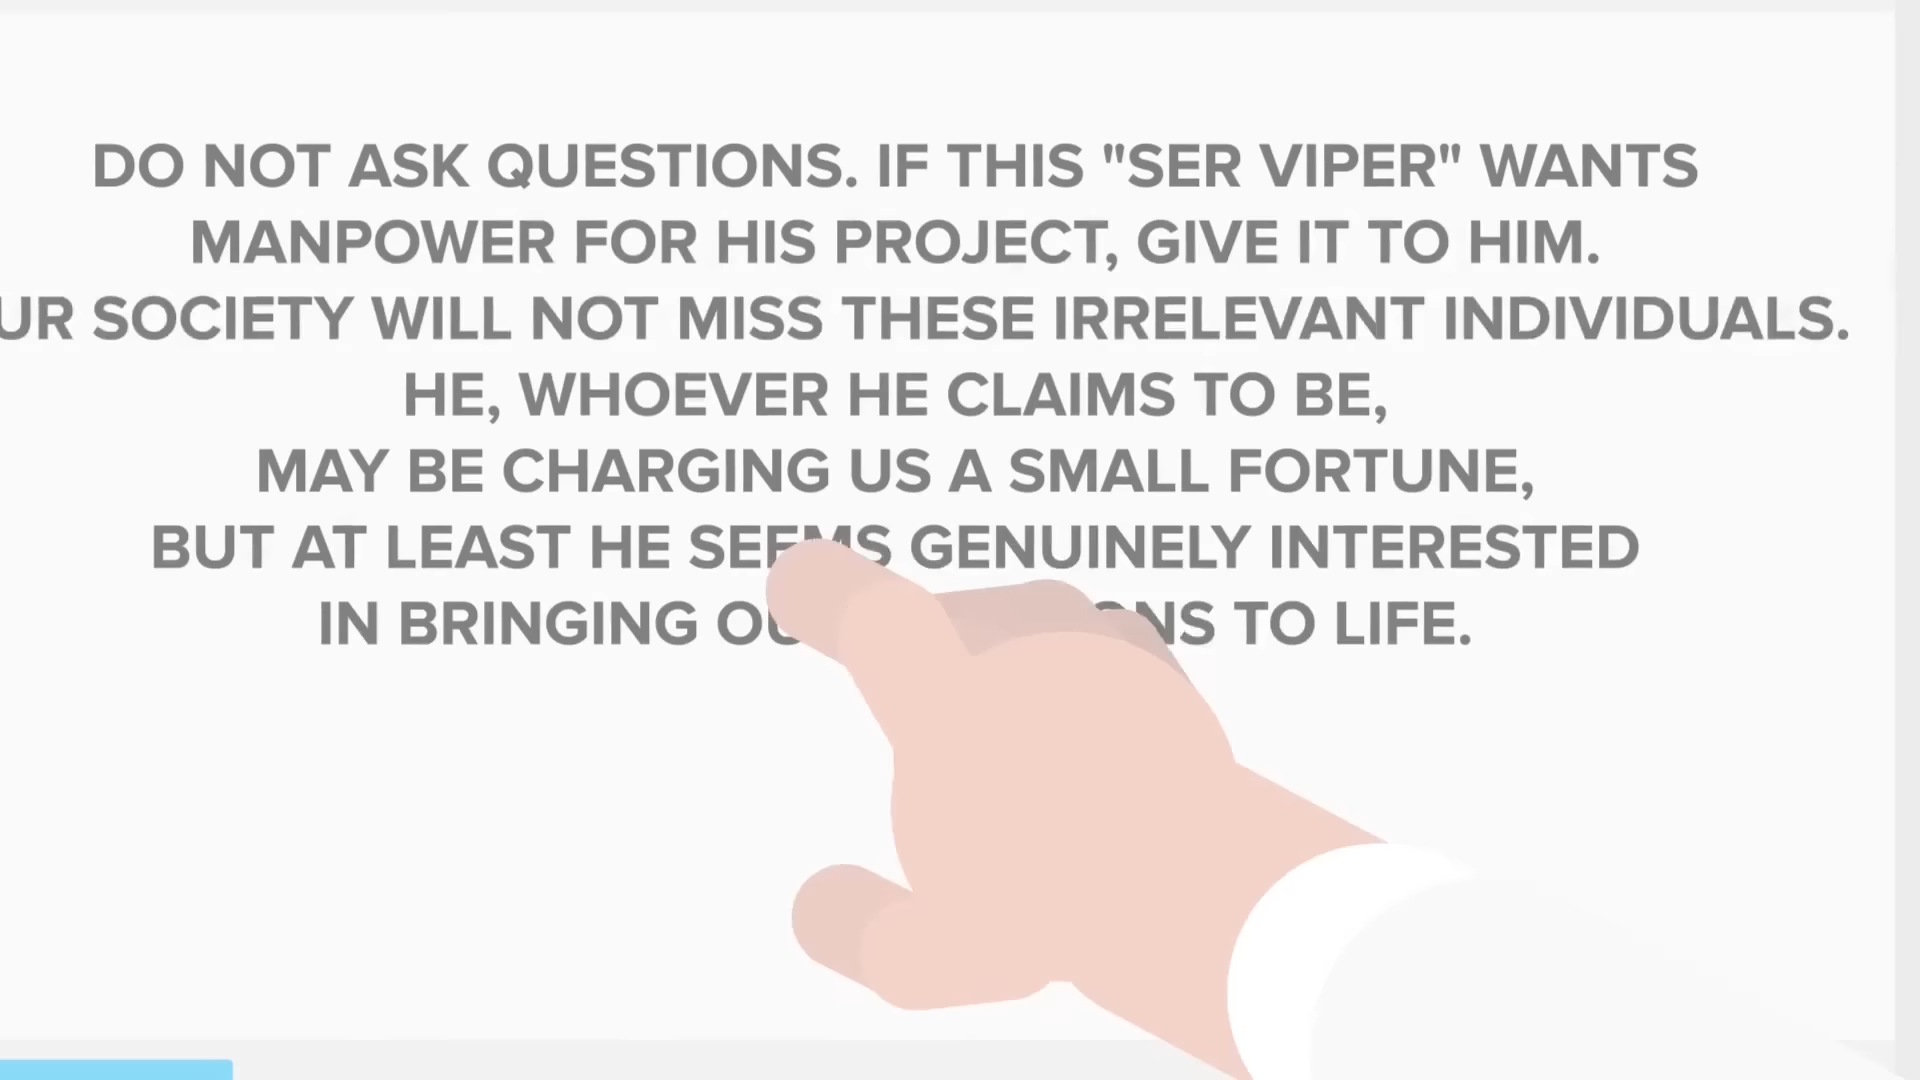 DO NOT ASK QUESTIONS. IF THIS "SER VIPER" WANTS
MANPOWER FOR HIS PROJECT, GIVE IT TO HIM.
UR SOCIETY WILL NOT MISS THESE IRRELEVANT INDIVIDUALS.
HE, WHOEVER HE CLAIMS TO BE,
MAY BE CHARGING US A SMALL FORTUNE,
BUT AT LEAST HE SEEMS GENUINELY INTERESTED
IN BRINGING TO LIFE.